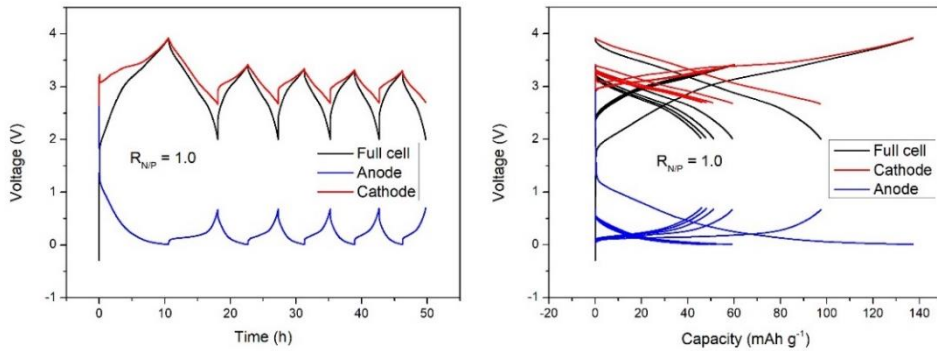 4
3
2
1
0
-1
Voltage (V)
R_N/P = 1.0
Full cell
Anode
Cathode
0 10 20 30 40 50
Time (h)
4
3
2
1
0
-1
Voltage (V)
R_N/P = 1.0
Full cell
Cathode
Anode
-20 0 20 40 60 80 100 120 140
Capacity (mAh g⁻¹)